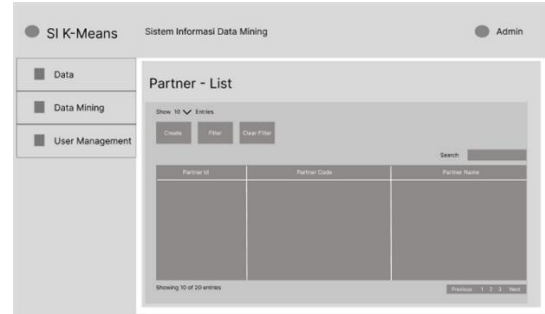 SI K-Means
Sistem Informasi Data Mining
Admin
Data
Data Mining
User Management
Partner - List
Show 10 Entries
Create
Filter
Clear Filter
Search
Partner Id
Partner Code
Partner Name
Showing 10 of 20 entries
Previous 1 2 3 Next